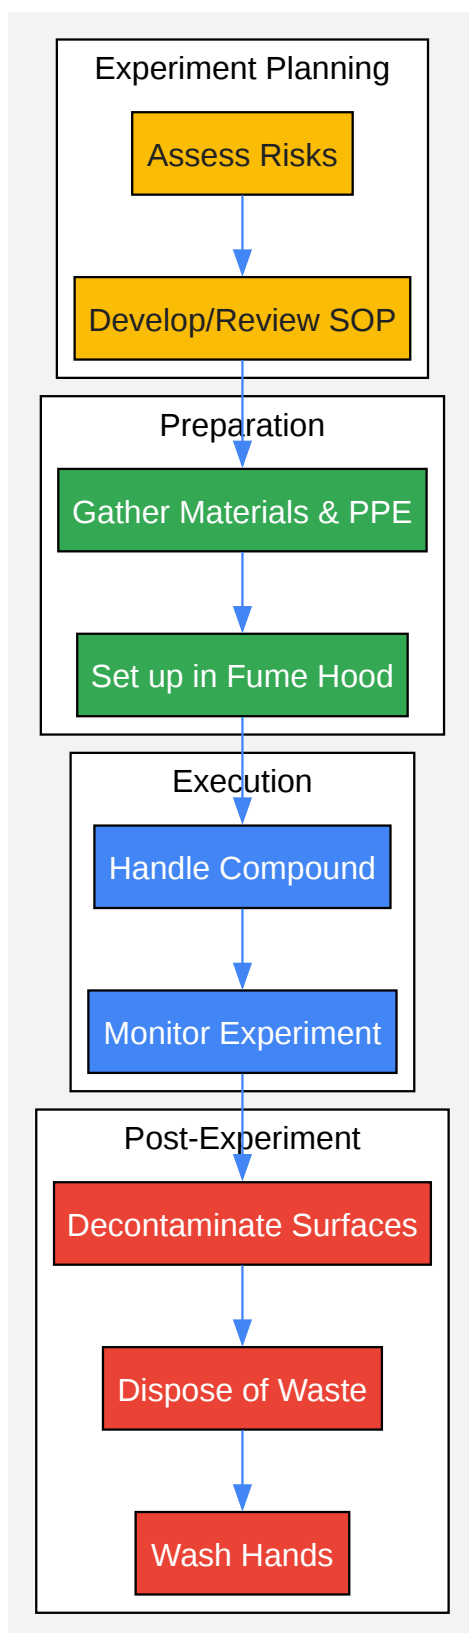 Experiment Planning
Assess Risks
Develop/Review SOP
Preparation
Gather Materials & PPE
Set up in Fume Hood
Execution
Handle Compound
Monitor Experiment
Post-Experiment
Decontaminate Surfaces
Dispose of Waste
Wash Hands